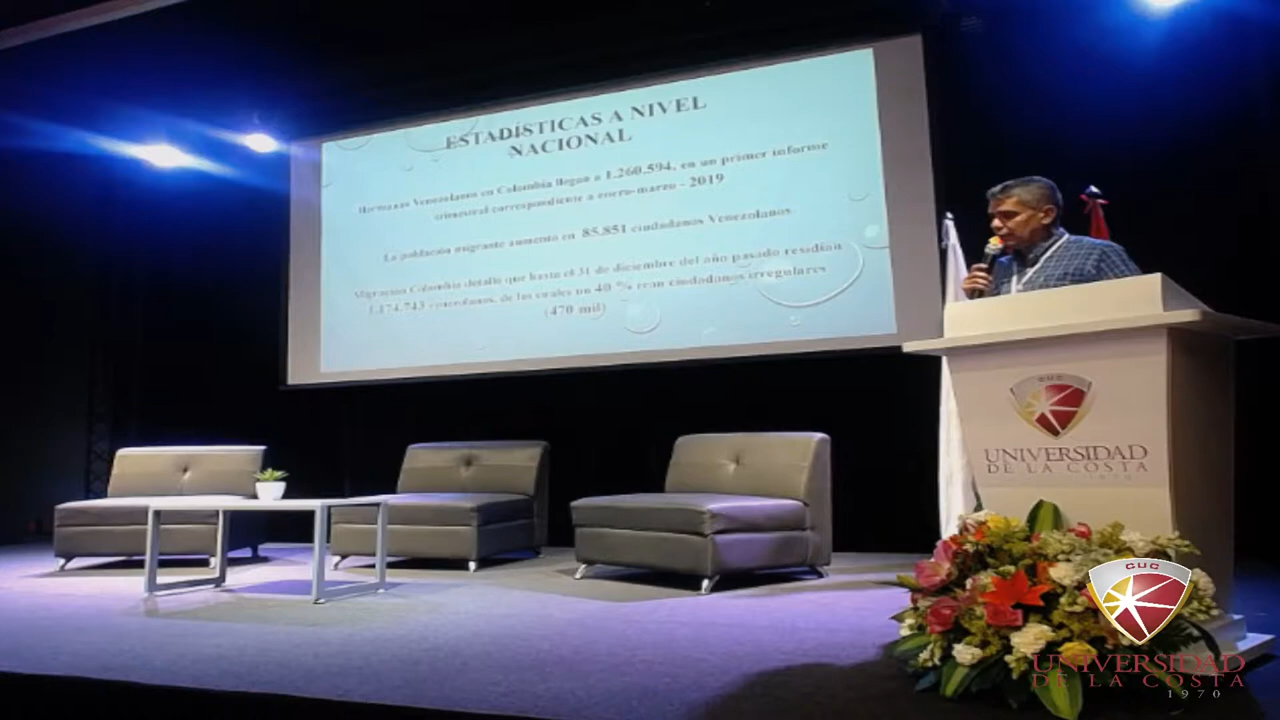 ESTADÍSTICAS A NIVEL
NACIONAL
Hermanos Venezolanos en Colombia llegan a 1.260.594, en un primer informe
trimestral correspondiente a enero-marzo - 2019
La población migrante aumento en 85.851 ciudadanos Venezolanos
Migración Colombia detallo que hasta el 31 de diciembre del año pasado residían
1.174.743 venezolanos, de los cuales un 40 % eran ciudadanos irregulares
(470 mil)
CUC
UNIVERSIDAD
DE LA COSTA
1970
CUC
UNIVERSIDAD
DE LA COSTA
1970